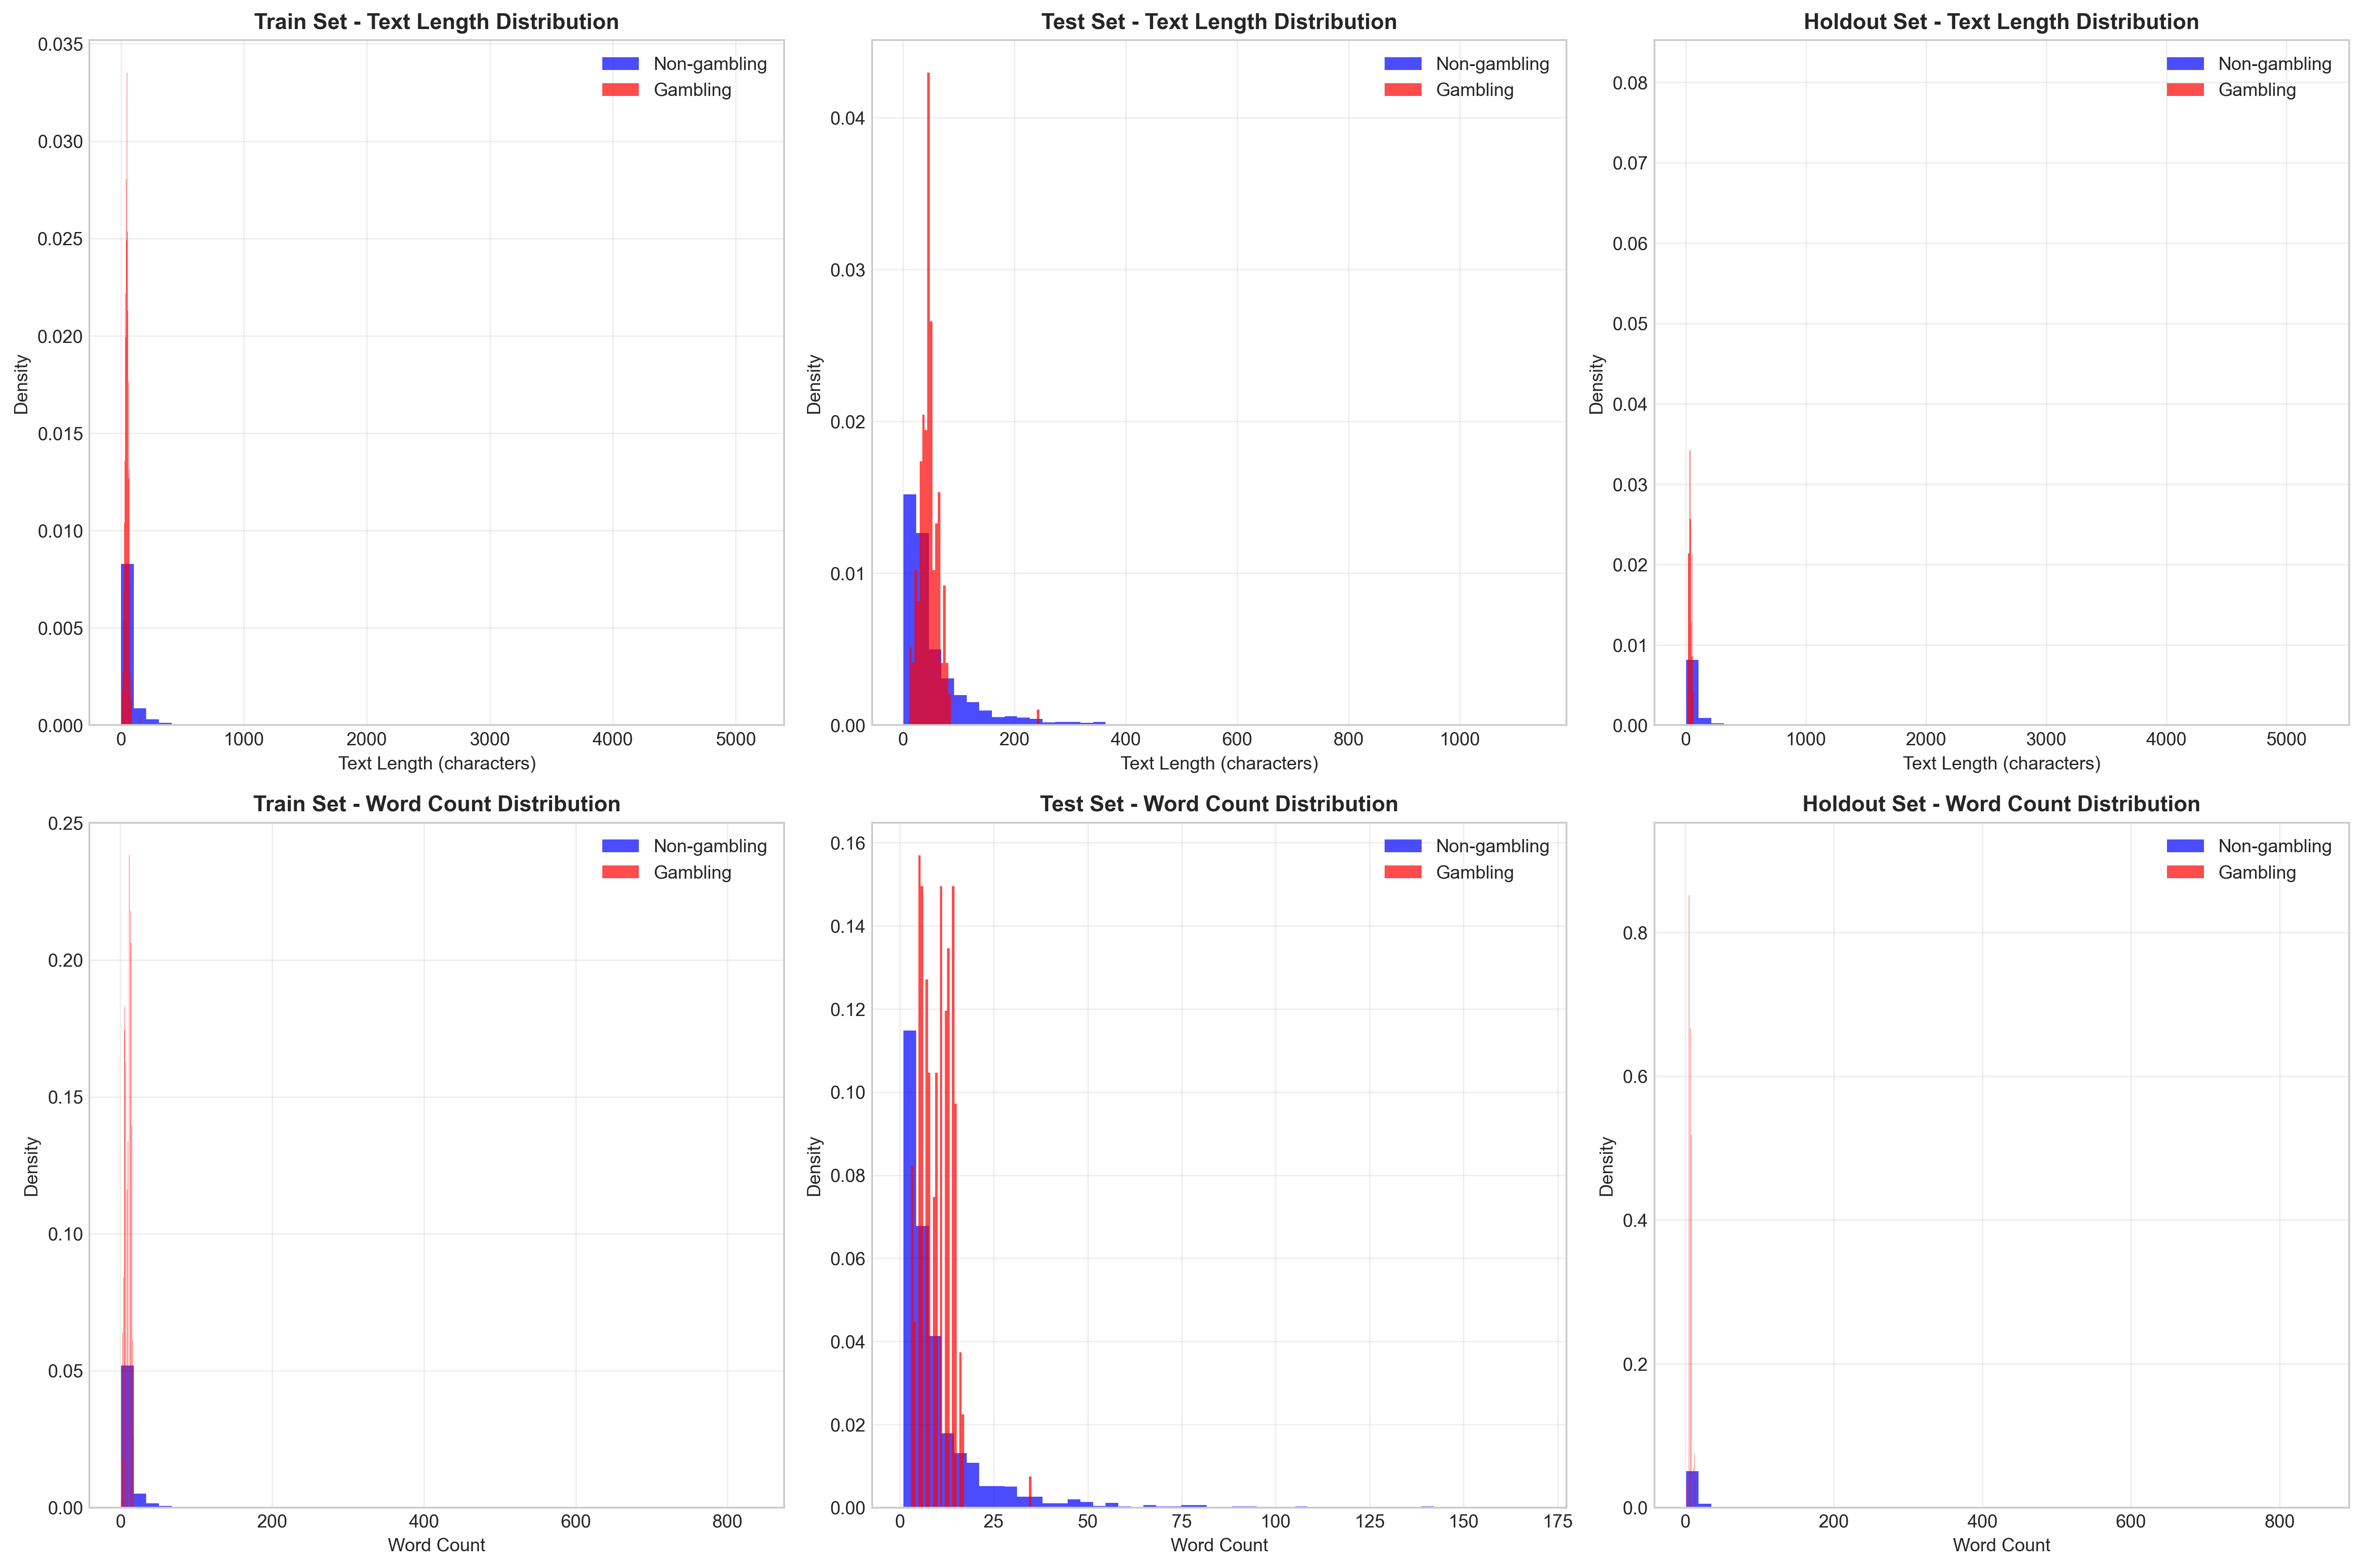 Train Set - Text Length Distribution
Non-gambling
Gambling
0.035
0.030
0.025
0.020
0.015
0.010
0.005
0.000
Density
0 1000 2000 3000 4000 5000
Text Length (characters)
Test Set - Text Length Distribution
Non-gambling
Gambling
0.04
0.03
0.02
0.01
0.00
Density
0 200 400 600 800 1000
Text Length (characters)
Holdout Set - Text Length Distribution
Non-gambling
Gambling
0.08
0.07
0.06
0.05
0.04
0.03
0.02
0.01
0.00
Density
0 1000 2000 3000 4000 5000
Text Length (characters)
Train Set - Word Count Distribution
Non-gambling
Gambling
0.25
0.20
0.15
0.10
0.05
0.00
Density
0 200 400 600 800
Word Count
Test Set - Word Count Distribution
Non-gambling
Gambling
0.16
0.14
0.12
0.10
0.08
0.06
0.04
0.02
0.00
Density
0 25 50 75 100 125 150 175
Word Count
Holdout Set - Word Count Distribution
Non-gambling
Gambling
0.8
0.6
0.4
0.2
0.0
Density
0 200 400 600 800
Word Count